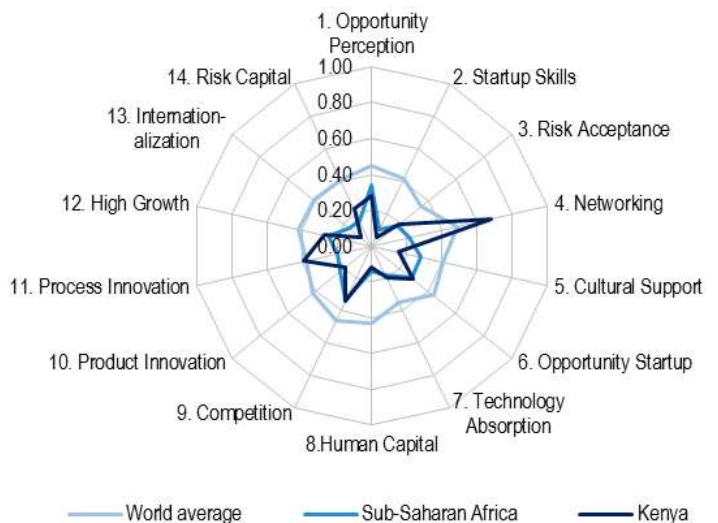 1. Opportunity
Perception
1.00
14. Risk Capital
2. Startup Skills
0.80
13. Internation-
alization
3. Risk Acceptance
0.60
0.40
12. High Growth
4. Networking
0.20
0.00
11. Process Innovation
5. Cultural Support
10. Product Innovation
6. Opportunity Startup
9. Competition
7. Technology
Absorption
8.Human Capital
World average
Sub-Saharan Africa
Kenya